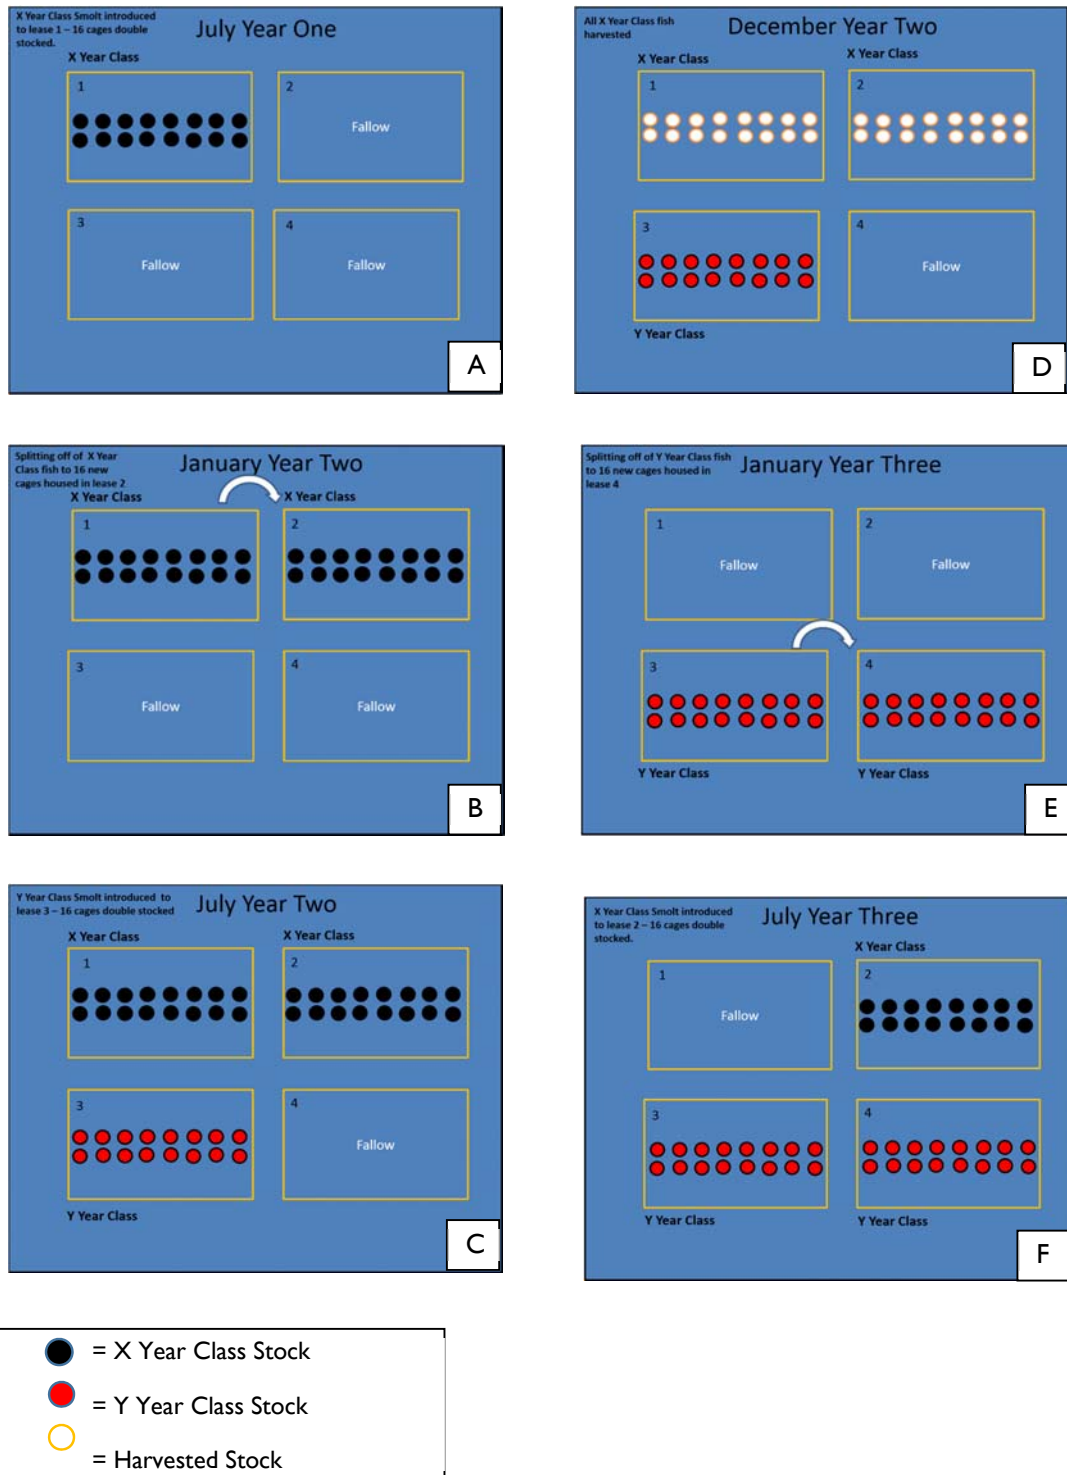 X Year Class Smolt introduced
to lease 1 – 16 cages double
stocked.
July Year One
X Year Class
1
2
Fallow
3
Fallow
4
Fallow
A
Splitting off of X Year
Class fish to 16 new
cages housed in lease 2
January Year Two
X Year Class
X Year Class
1
2
3
Fallow
4
Fallow
B
Y Year Class Smolt introduced to
lease 3 – 16 cages double stocked
July Year Two
X Year Class
X Year Class
1
2
3
4
Fallow
Y Year Class
C
All X Year Class fish
harvested
December Year Two
X Year Class
X Year Class
1
2
3
4
Fallow
Y Year Class
D
Splitting off of Y Year Class fish
to 16 new cages housed in
lease 4
January Year Three
1
Fallow
2
Fallow
3
4
Y Year Class
Y Year Class
E
X Year Class Smolt introduced
to lease 2 – 16 cages double
stocked.
July Year Three
X Year Class
1
Fallow
2
3
4
Y Year Class
Y Year Class
F
= X Year Class Stock
= Y Year Class Stock
= Harvested Stock